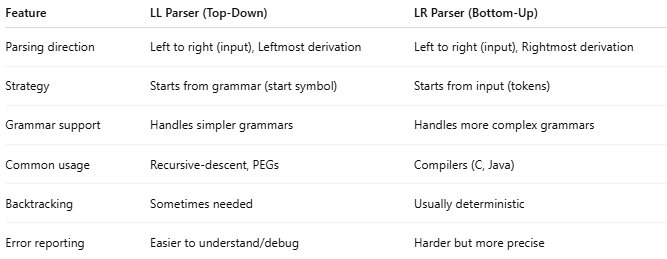 Feature LL Parser (Top-Down) LR Parser (Bottom-Up)
Parsing direction Left to right (input), Leftmost derivation Left to right (input), Rightmost derivation
Strategy Starts from grammar (start symbol) Starts from input (tokens)
Grammar support Handles simpler grammars Handles more complex grammars
Common usage Recursive-descent, PEGs Compilers (C, Java)
Backtracking Sometimes needed Usually deterministic
Error reporting Easier to understand/debug Harder but more precise